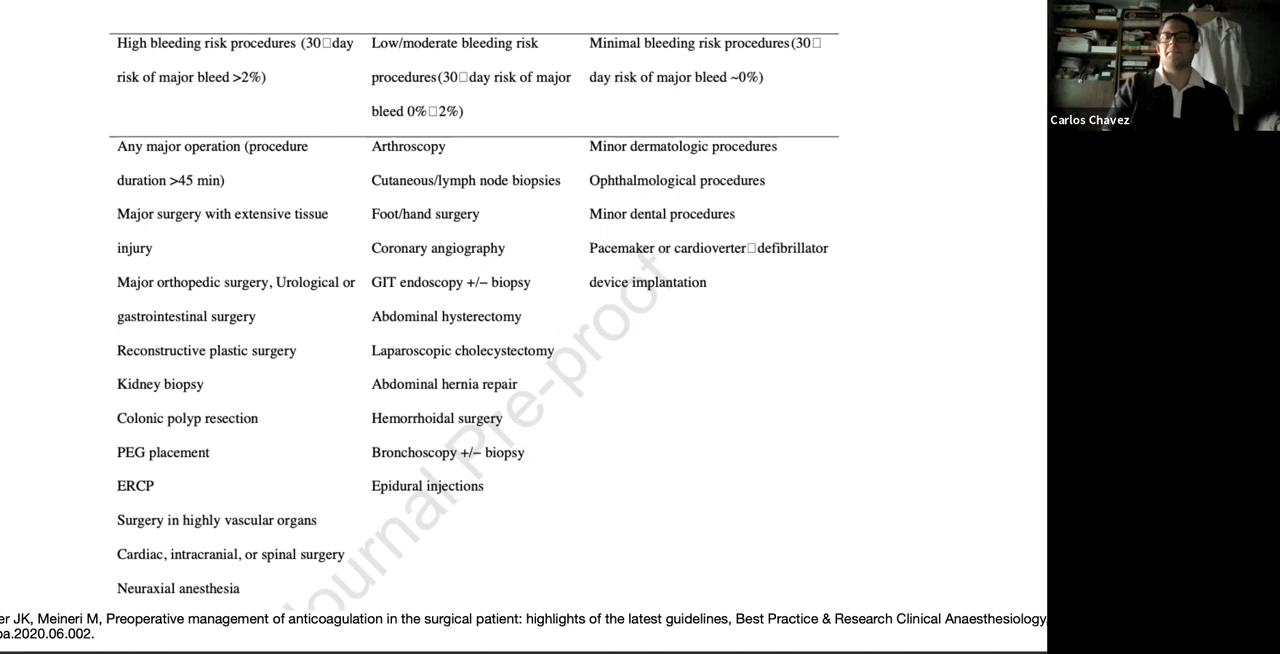 High bleeding risk procedures (30□day
risk of major bleed >2%)
Low/moderate bleeding risk
procedures(30□day risk of major
bleed 0%□2%)
Minimal bleeding risk procedures(30□
day risk of major bleed ~0%)
Any major operation (procedure
duration >45 min)
Major surgery with extensive tissue
injury
Major orthopedic surgery, Urological or
gastrointestinal surgery
Reconstructive plastic surgery
Kidney biopsy
Colonic polyp resection
PEG placement
ERCP
Surgery in highly vascular organs
Cardiac, intracranial, or spinal surgery
Neuraxial anesthesia
Arthroscopy
Cutaneous/lymph node biopsies
Foot/hand surgery
Coronary angiography
GIT endoscopy +/– biopsy
Abdominal hysterectomy
Laparoscopic cholecystectomy
Abdominal hernia repair
Hemorrhoidal surgery
Bronchoscopy +/– biopsy
Epidural injections
Minor dermatologic procedures
Ophthalmological procedures
Minor dental procedures
Pacemaker or cardioverter□defibrillator
device implantation
Journal Pre-proof
er JK, Meineri M, Preoperative management of anticoagulation in the surgical patient: highlights of the latest guidelines, Best Practice & Research Clinical Anaesthesiology,
pa.2020.06.002.
Carlos Chavez